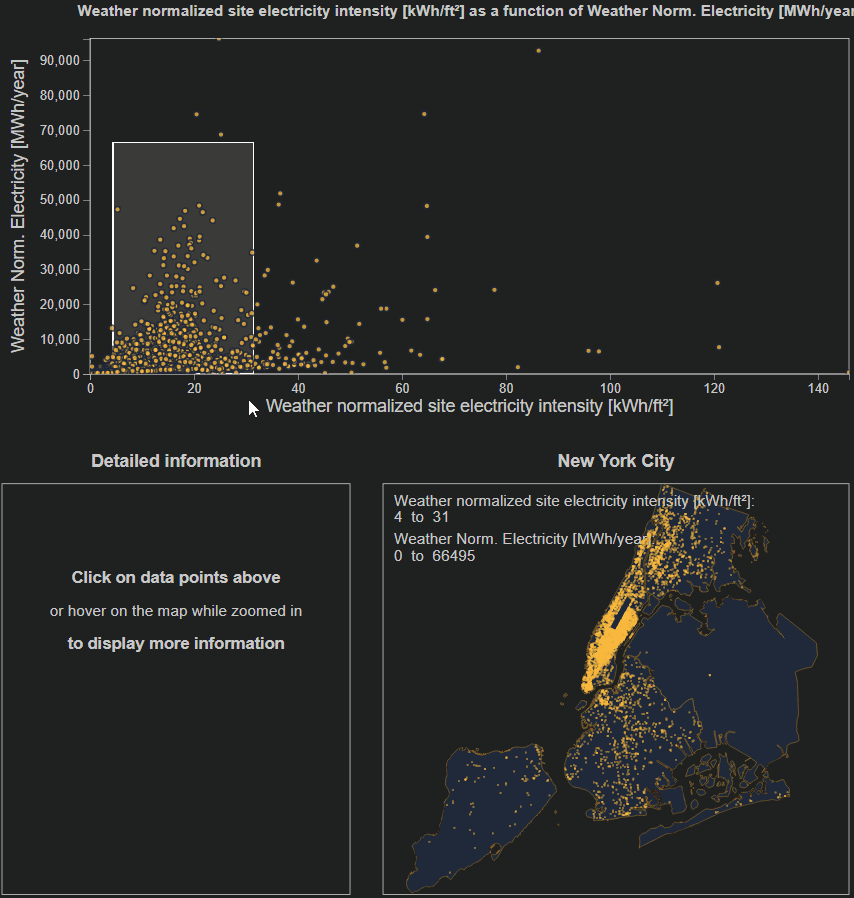 Weather normalized site electricity intensity [kWh/ft²] as a function of Weather Norm. Electricity [MWh/year
Weather Norm. Electricity [MWh/year]
90,000
80,000
70,000
60,000
50,000
40,000
30,000
20,000
10,000
0
0 20 40 60 80 100 120 140
Weather normalized site electricity intensity [kWh/ft²]
Detailed information
Click on data points above
or hover on the map while zoomed in
to display more information
New York City
Weather normalized site electricity intensity [kWh/ft²]:
4 to 31
Weather Norm. Electricity [MWh/year]
0 to 66495